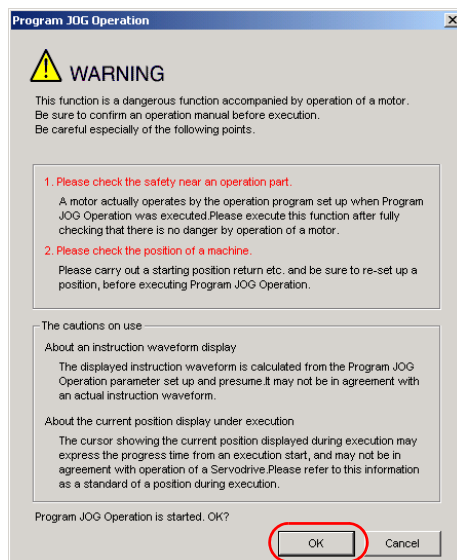 Program JOG Operation
WARNING
This function is a dangerous function accompanied by operation of a motor.
Be sure to confirm an operation manual before execution.
Be careful especially of the following points.
1. Please check the safety near an operation part.
A motor actually operates by the operation program set up when Program
JOG Operation was executed.Please execute this function after fully
checking that there is no danger by operation of a motor.
2. Please check the position of a machine.
Please carry out a starting position return etc. and be sure to re-set up a
position, before executing Program JOG Operation.
The cautions on use
About an instruction waveform display
The displayed instruction waveform is calculated from the Program JOG
Operation parameter set up and presume.It may not be in agreement with
an actual instruction waveform.
About the current position display under execution
The cursor showing the current position displayed during execution may
express the progress time from an execution start, and may not be in
agreement with operation of a Servodrive.Please refer to this information
as a standard of a position during execution.
Program JOG Operation is started. OK?
OK
Cancel